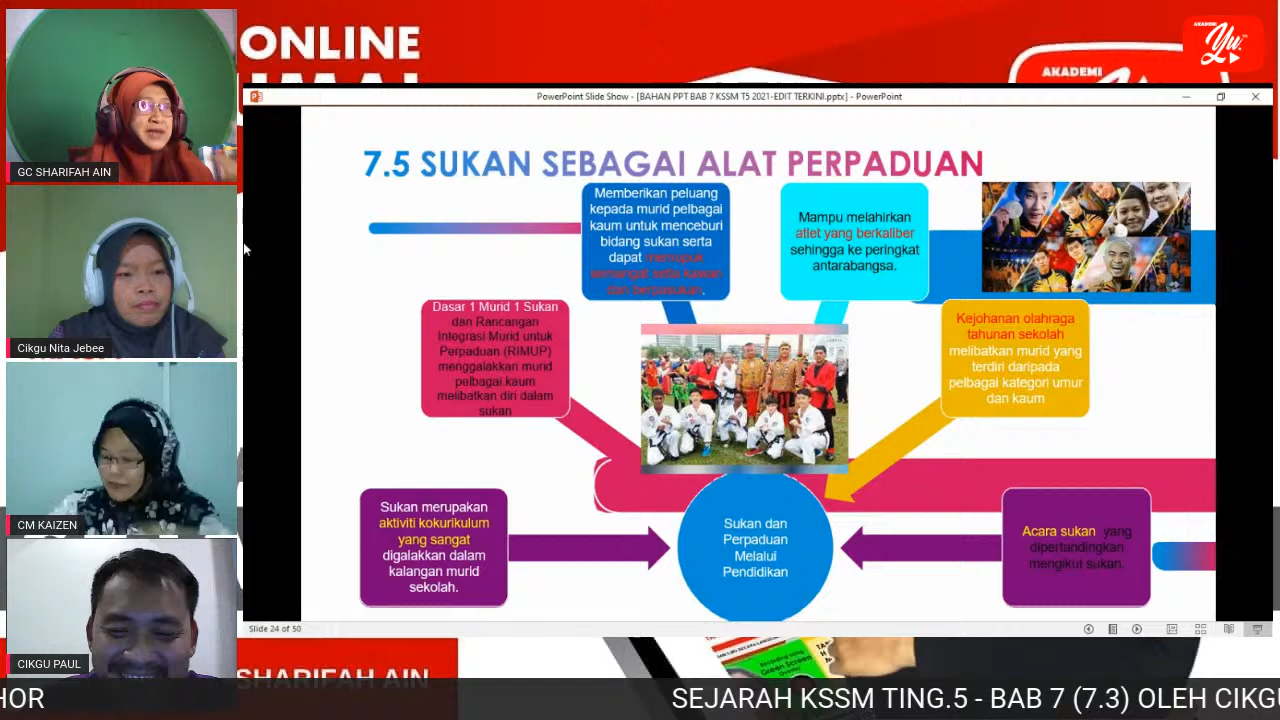 ONLINE
AKADEMI
Yu.
AKADEMI
PowerPoint Slide Show - [BAHAN PPT BAB 7 KSSM T5 2021-EDIT TERKINI.pptx] - PowerPoint
7.5 SUKAN SEBAGAI ALAT PERPADUAN
Memberikan peluang
kepada murid pelbagai
kaum untuk menceburi
bidang sukan serta
dapat memupuk
semangat setia kawan
dan berpasukan.
Mampu melahirkan
atlet yang berkaliber
sehingga ke peringkat
antarabangsa.
Dasar 1 Murid 1 Sukan
dan Rancangan
Integrasi Murid untuk
Perpaduan (RIMUP)
menggalakkan murid
pelbagai kaum
melibatkan diri dalam
sukan
Kejohanan olahraga
tahunan sekolah
melibatkan murid yang
terdiri daripada
pelbagai kategori umur
dan kaum
Sukan merupakan
aktiviti kokurikulum
yang sangat
digalakkan dalam
kalangan murid
sekolah.
Sukan dan
Perpaduan
Melalui
Pendidikan
Acara sukan yang
dipertandingkan
mengikut sukan.
Slide 24 of 50
GC SHARIFAH AIN
Cikgu Nita Jebee
CM KAIZEN
CIKGU PAUL
SHARIFAH AIN
Green Screen
HOR
SEJARAH KSSM TING.5 - BAB 7 (7.3) OLEH CIKGU